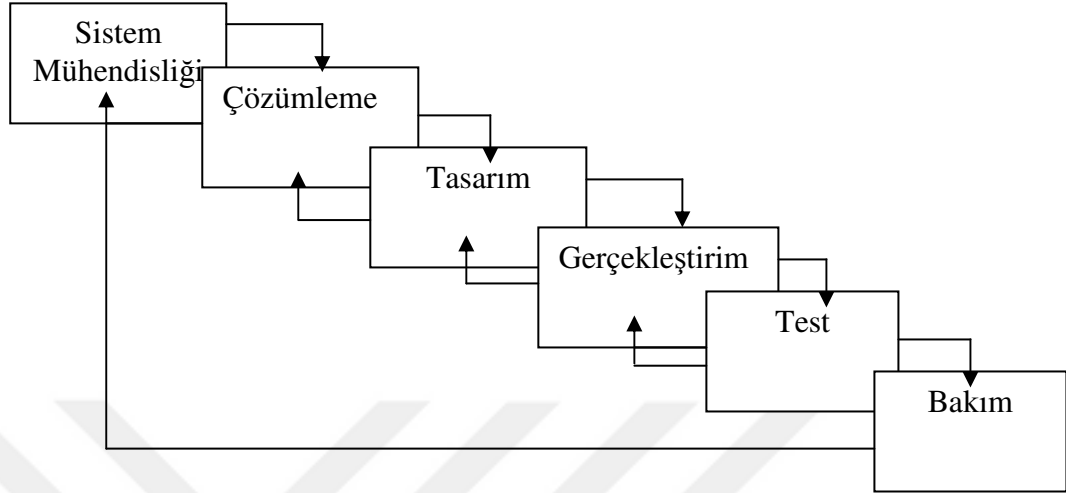 Sistem
Mühendisliği
Çözümleme
Tasarım
Gerçekleştirim
Test
Bakım